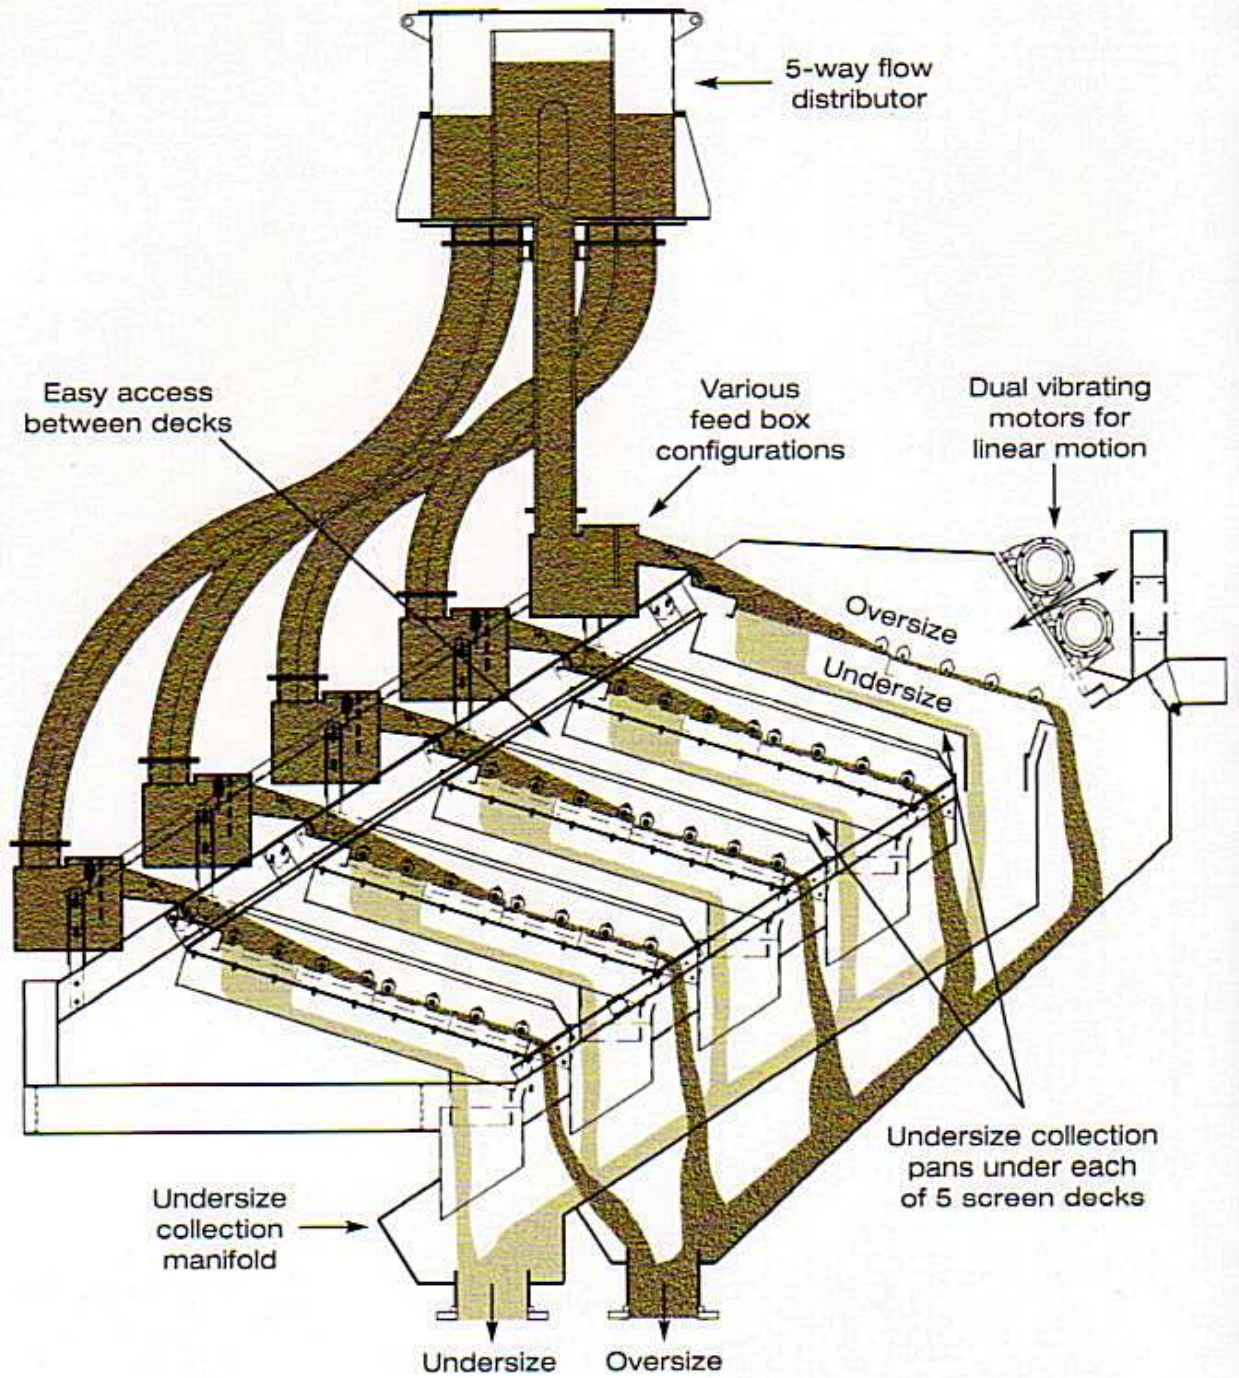 5-way flow
distributor
Easy access
between decks
Various
feed box
configurations
Dual vibrating
motors for
linear motion
Oversize
Undersize
Undersize collection
pans under each
of 5 screen decks
Undersize
collection
manifold
Undersize
Oversize